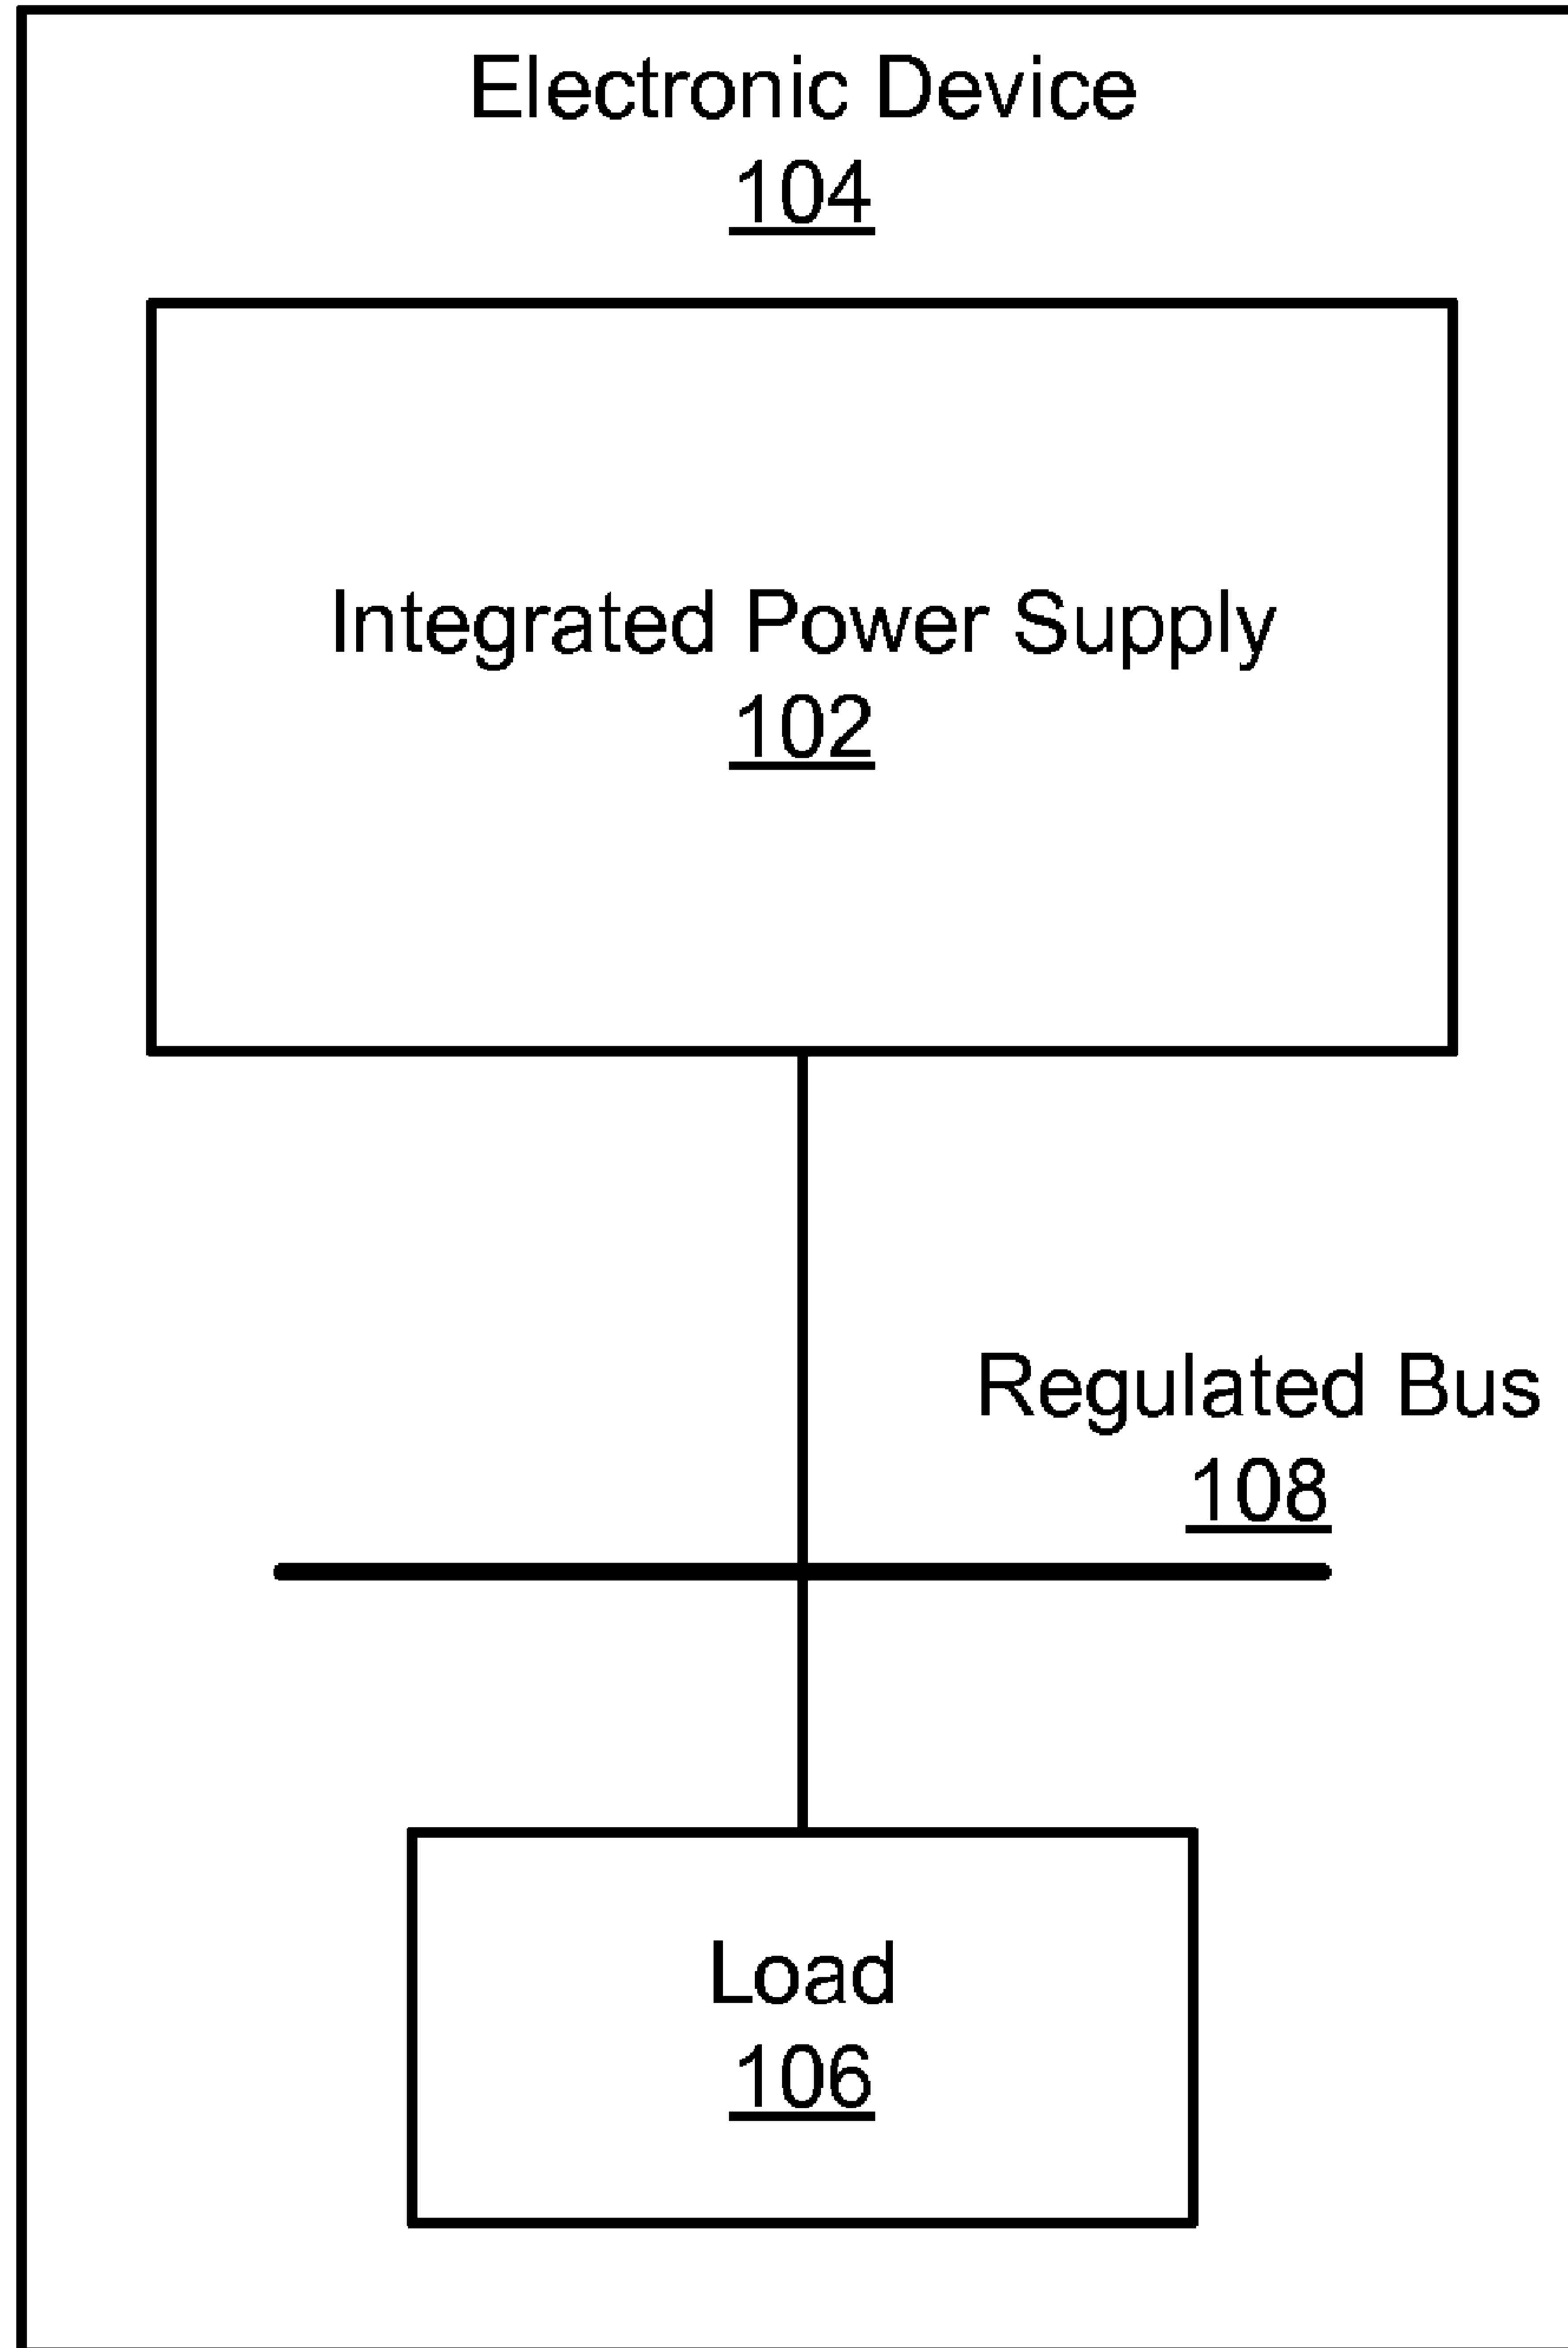 Electronic Device
104
Integrated Power Supply
102
Regulated Bus
108
Load
106